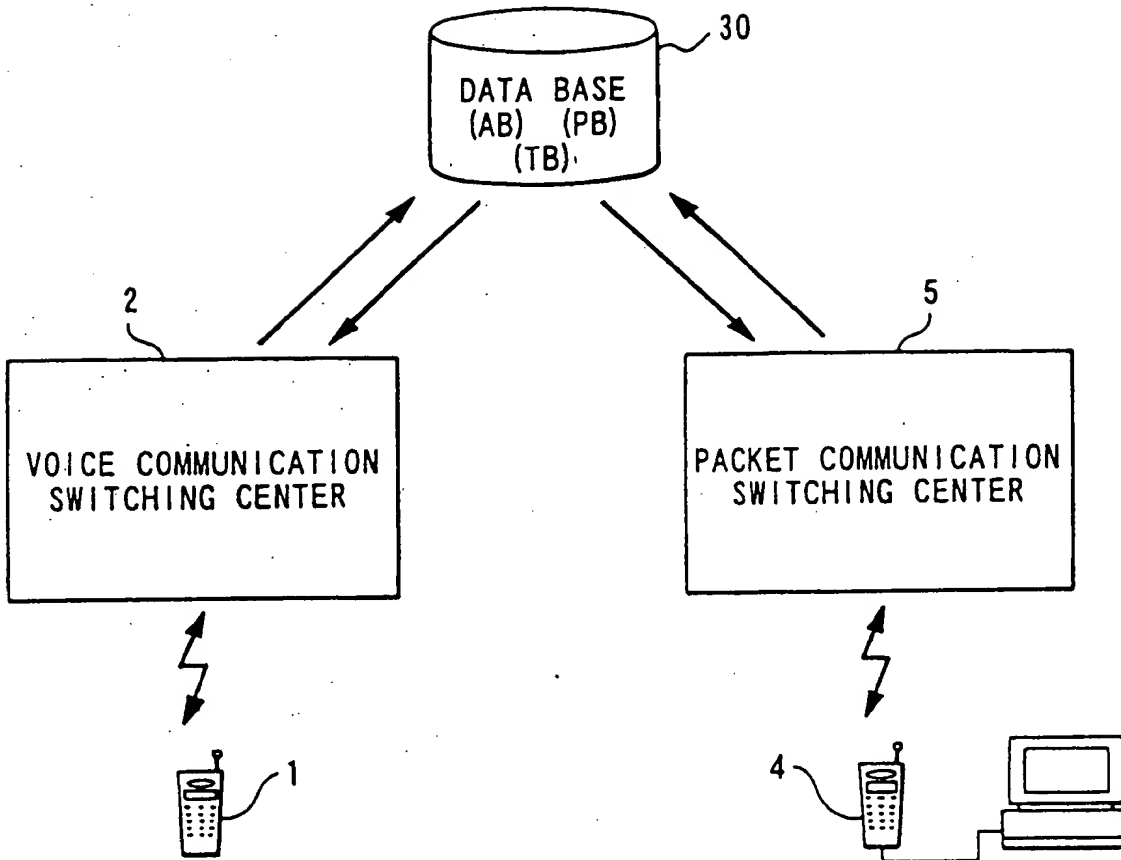 30
DATA BASE
(AB) (PB)
(TB)
2
5
VOICE COMMUNICATION
SWITCHING CENTER
PACKET COMMUNICATION
SWITCHING CENTER
1
4